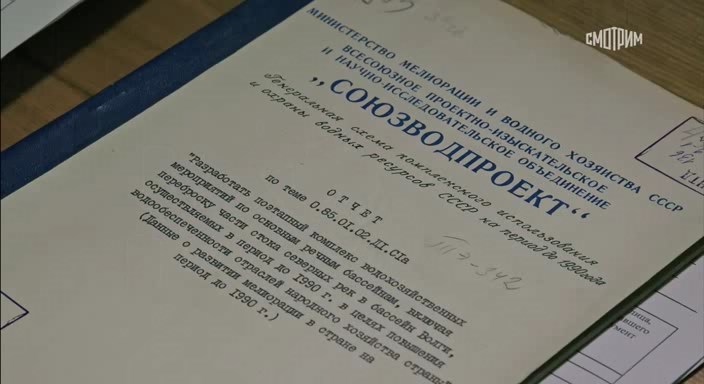 СМОТРИМ
МИНИСТЕРСТВО МЕЛИОРАЦИИ И ВОДНОГО ХОЗЯЙСТВА СССР
ВСЕСОЮЗНОЕ ПРОЕКТНО-ИЗЫСКАТЕЛЬСКОЕ
И НАУЧНО-ИССЛЕДОВАТЕЛЬСКОЕ ОБЪЕДИНЕНИЕ
„СОЮЗВОДПРОЕКТ“
Генеральная схема комплексного использования
и охраны водных ресурсов СССР на период до 1990 года
ОТЧЕТ
по теме 0.85.01.02.Д1.С1а
"Разработать поэтапный комплекс водохозяйственных
мероприятий по основным речным бассейнам, включая
переброску части стока северных рек в бассейн Волги,
осуществляемых в период до 1990 г. в целях повышения
водообеспеченности отраслей народного хозяйства страны
(Данные о развитии мелиорации в стране на
период до 1990 г.)
ТЭ-342